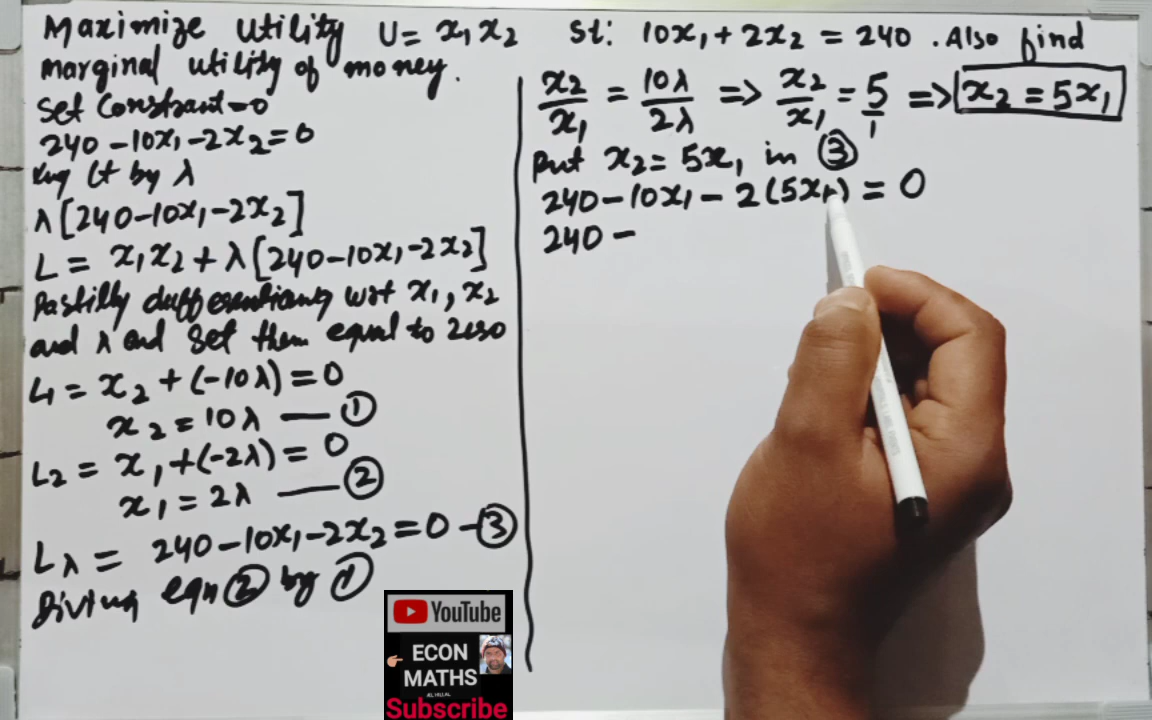 Maximize utility U = x₁x₂ St: 10x₁ + 2x₂ = 240 . Also find
marginal utility of money.
Set Constraint = 0
240 - 10x₁ - 2x₂ = 0
by λ
λ[240 - 10x₁ - 2x₂]
L = x₁x₂ + λ[240 - 10x₁ - 2x₂]
wrt x₁, x₂
and λ and set them equal to zero
L₁ = x₂ + (-10λ) = 0
x₂ = 10λ — ①
L₂ = x₁ + (-2λ) = 0
x₁ = 2λ — ②
Lλ = 240 - 10x₁ - 2x₂ = 0 - ③
eqn ② by ①
x₂/x₁ = 10λ/2λ => x₂/x₁ = 5/1 => x₂ = 5x₁
Put x₂ = 5x₁ in ③
240 - 10x₁ - 2(5x₁) = 0
240 -
YouTube
ECON
MATHS
Subscribe